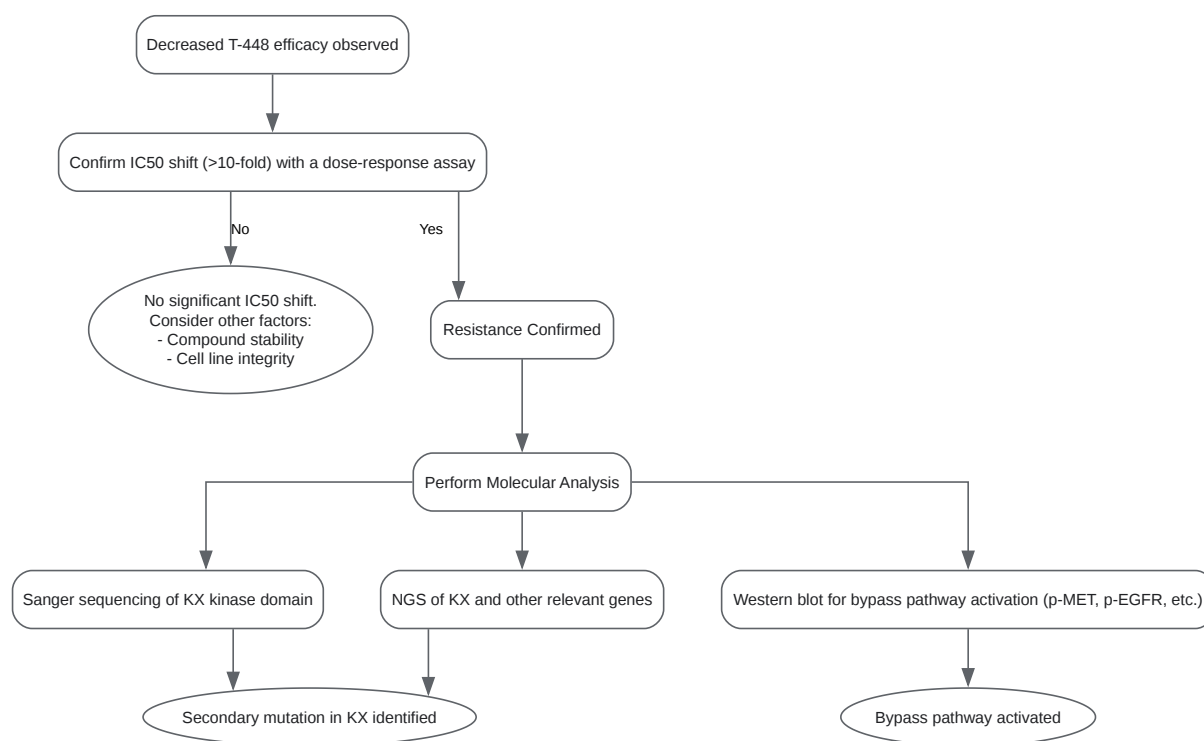 Decreased T-448 efficacy observed
Confirm IC50 shift (>10-fold) with a dose-response assay
No
Yes
No significant IC50 shift.
Consider other factors:
- Compound stability
- Cell line integrity
Resistance Confirmed
Perform Molecular Analysis
Sanger sequencing of KX kinase domain
NGS of KX and other relevant genes
Western blot for bypass pathway activation (p-MET, p-EGFR, etc.)
Secondary mutation in KX identified
Bypass pathway activated